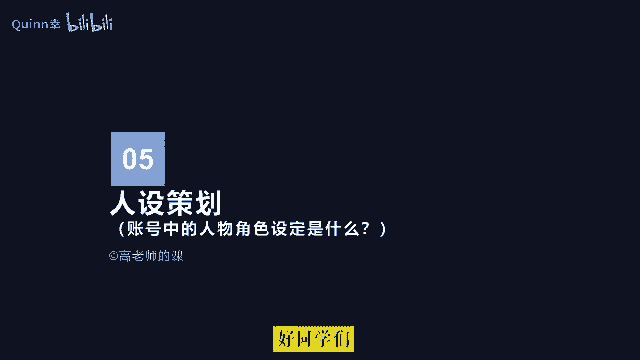 Quinn幸 bilibili
05
人设策划
（账号中的人物角色设定是什么？）
©高老师的课
好同学们